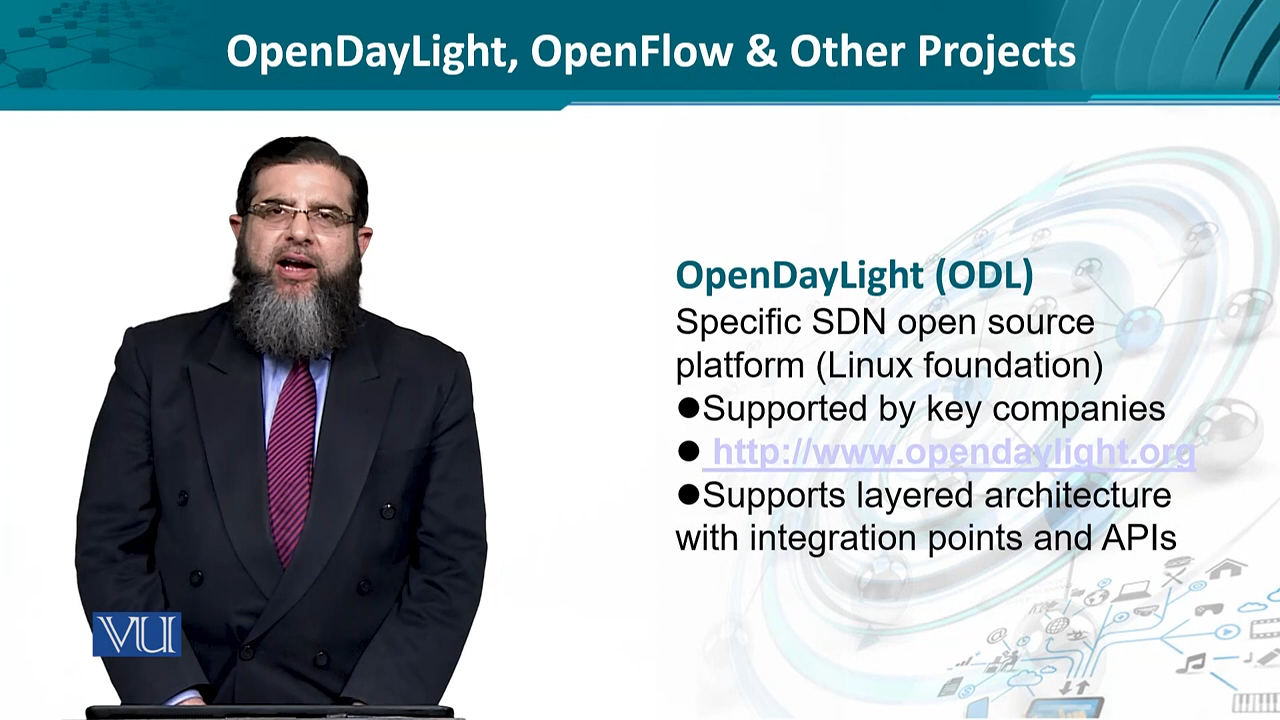 OpenDayLight, OpenFlow & Other Projects
OpenDayLight (ODL)
Specific SDN open source
platform (Linux foundation)
●Supported by key companies
● http://www.opendaylight.org
●Supports layered architecture
with integration points and APIs
VU